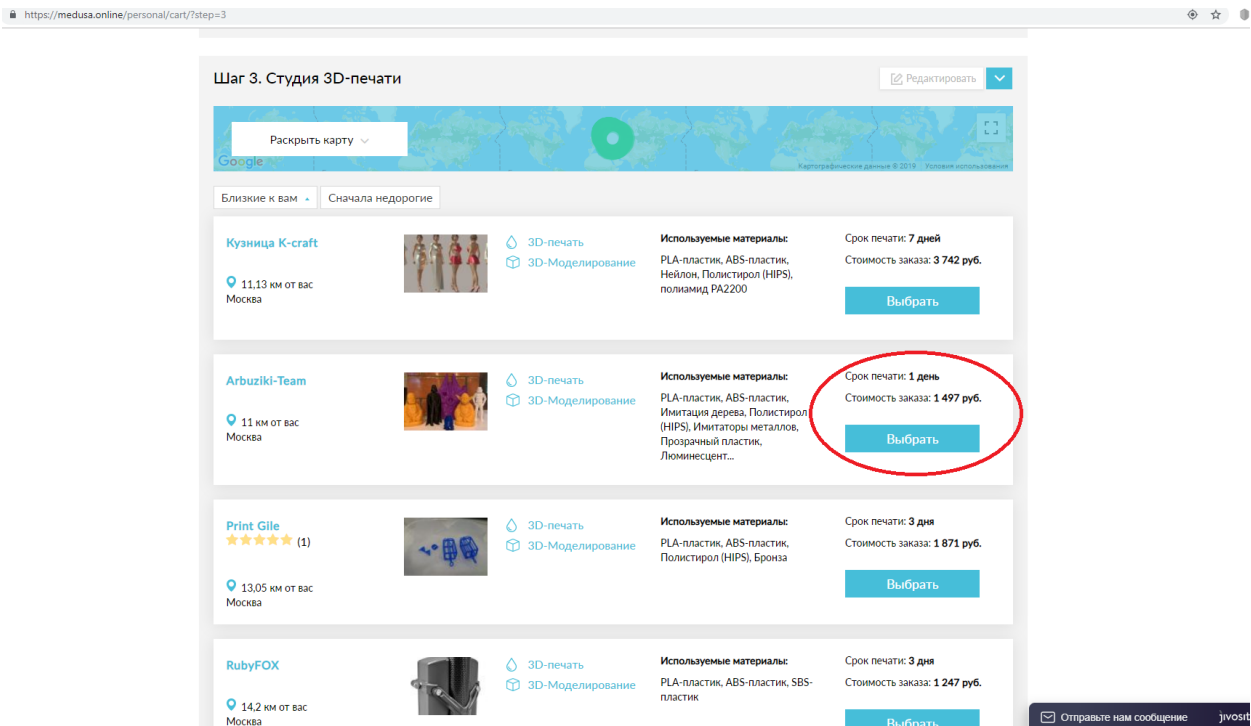 https://medusa.online/personal/cart/?step=3
Шаг 3. Студия 3D-печати
Редактировать
Раскрыть карту
Google
Картографические данные © 2019
Условия использования
Близкие к вам
Сначала недорогие
Кузница K-craft
11,13 км от вас
Москва
3D-печать
3D-Моделирование
Используемые материалы:
PLA-пластик, ABS-пластик,
Нейлон, Полистирол (HIPS),
полиамид PA2200
Срок печати: 7 дней
Стоимость заказа: 3 742 руб.
Выбрать
Arbuziki-Team
11 км от вас
Москва
3D-печать
3D-Моделирование
Используемые материалы:
PLA-пластик, ABS-пластик,
Имитация дерева, Полистирол
(HIPS), Имитаторы металлов,
Прозрачный пластик,
Люминесцент...
Срок печати: 1 день
Стоимость заказа: 1 497 руб.
Выбрать
Print Gile
(1)
13,05 км от вас
Москва
3D-печать
3D-Моделирование
Используемые материалы:
PLA-пластик, ABS-пластик,
Полистирол (HIPS), Бронза
Срок печати: 3 дня
Стоимость заказа: 1 871 руб.
Выбрать
RubyFOX
14,2 км от вас
Москва
3D-печать
3D-Моделирование
Используемые материалы:
PLA-пластик, ABS-пластик, SBS-
пластик
Срок печати: 3 дня
Стоимость заказа: 1 247 руб.
Выбрать
Отправьте нам сообщение
jivosit